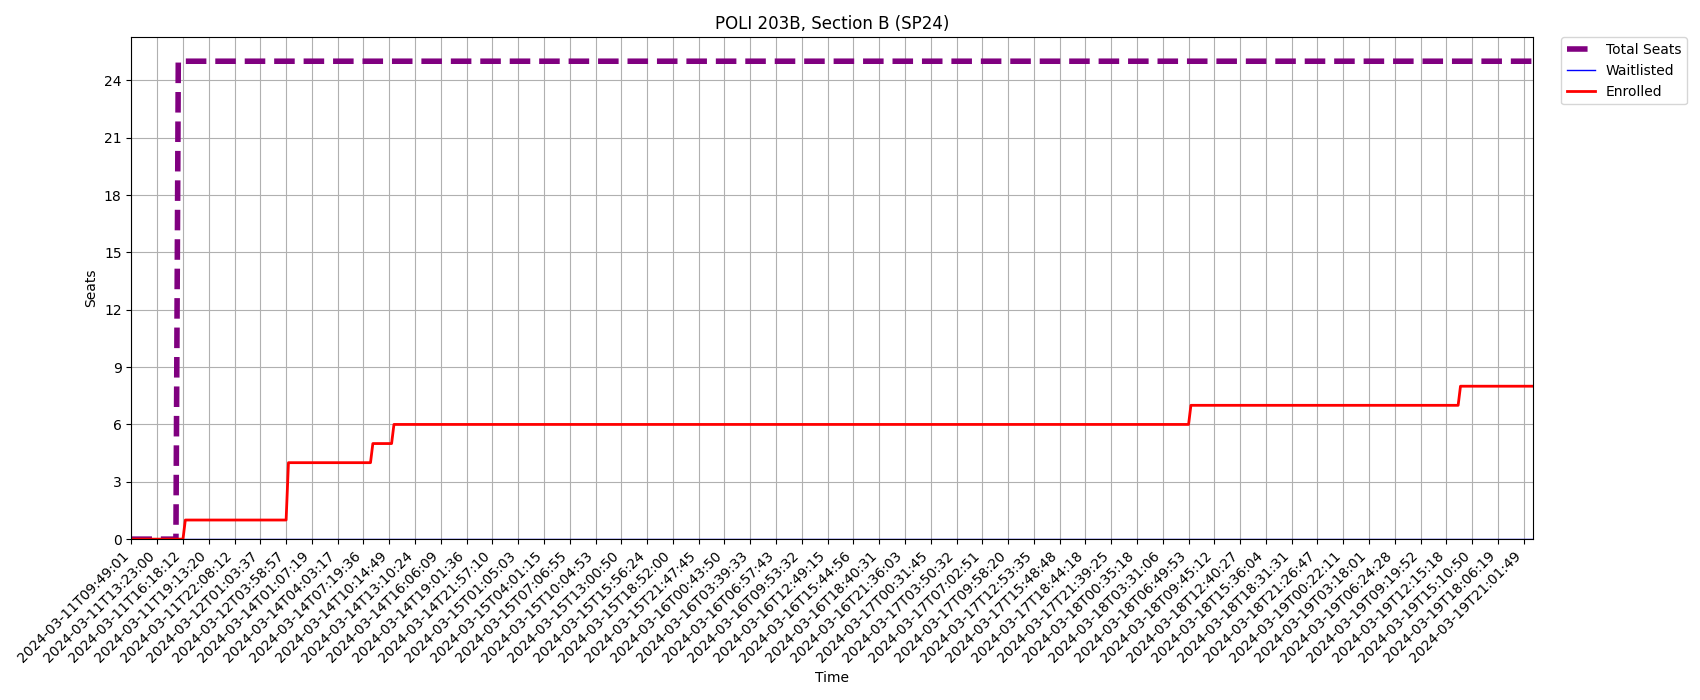 POLI 203B, Section B (SP24)
Total Seats
Waitlisted
Enrolled
Seats
24
21
18
15
12
9
6
3
0
2024-03-11T09:49:01
2024-03-11T13:23:00
2024-03-11T16:18:12
2024-03-11T19:13:20
2024-03-11T22:08:12
2024-03-12T01:03:37
2024-03-12T03:58:57
2024-03-14T01:07:19
2024-03-14T04:03:17
2024-03-14T07:19:36
2024-03-14T10:14:49
2024-03-14T13:10:24
2024-03-14T16:06:09
2024-03-14T19:01:36
2024-03-14T21:57:10
2024-03-15T01:05:03
2024-03-15T04:01:15
2024-03-15T07:06:55
2024-03-15T10:04:53
2024-03-15T13:00:50
2024-03-15T15:56:24
2024-03-15T18:52:00
2024-03-15T21:47:45
2024-03-16T00:43:50
2024-03-16T03:39:33
2024-03-16T06:57:43
2024-03-16T09:53:32
2024-03-16T12:49:15
2024-03-16T15:44:56
2024-03-16T18:40:31
2024-03-16T21:36:03
2024-03-17T00:31:45
2024-03-17T03:50:32
2024-03-17T07:02:51
2024-03-17T09:58:20
2024-03-17T12:53:35
2024-03-17T15:48:48
2024-03-17T18:44:18
2024-03-17T21:39:25
2024-03-18T00:35:18
2024-03-18T03:31:06
2024-03-18T06:49:53
2024-03-18T09:45:12
2024-03-18T12:40:27
2024-03-18T15:36:04
2024-03-18T18:31:31
2024-03-18T21:26:47
2024-03-19T00:22:11
2024-03-19T03:18:01
2024-03-19T06:24:28
2024-03-19T09:19:52
2024-03-19T12:15:18
2024-03-19T15:10:50
2024-03-19T18:06:19
2024-03-19T21:01:49
Time